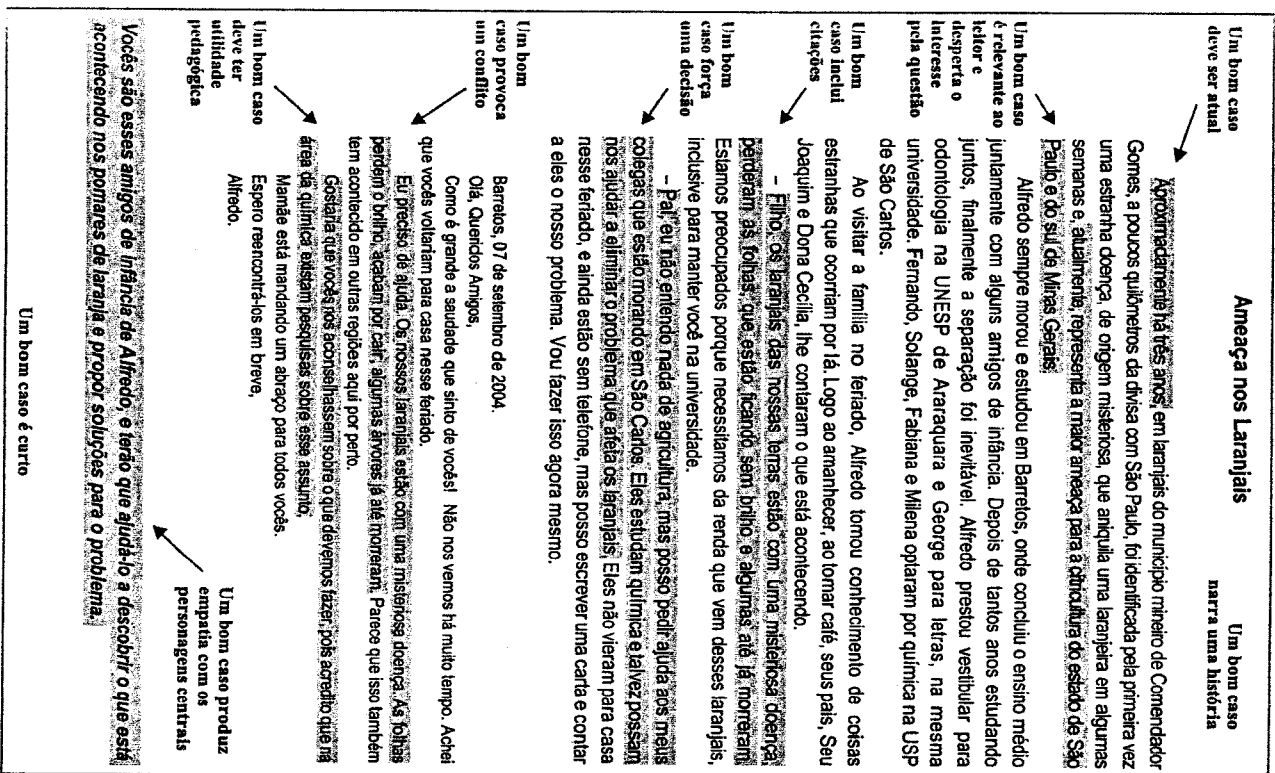 Ameaça nos Laranjais
Um bom caso
narra uma história
Um bom caso
deve ser atual
Aproximadamente há três anos, em laranjais do município mineiro de Comendador
Gomes, a poucos quilômetros da divisa com São Paulo, foi identificada pela primeira vez
uma estranha doença, de origem misteriosa, que aniquila uma laranjeira em algumas
semanas e, atualmente, representa a maior ameaça para a citricultura do estado de São
Paulo e do sul de Minas Gerais.
Um bom caso
é relevante ao
leitor e
desperta o
interesse
pela questão
Alfredo sempre morou e estudou em Barretos, onde concluiu o ensino médio
juntamente com alguns amigos de infância. Depois de tantos anos estudando
juntos, finalmente a separação foi inevitável. Alfredo prestou vestibular para
odontologia na UNESP de Araraquara e George para letras, na mesma
universidade. Fernando, Solange, Fabiana e Milena optaram por química na USP
de São Carlos.
Um bom
caso inclui
citações
Ao visitar a família no feriado, Alfredo tomou conhecimento de coisas
estranhas que ocorriam por lá. Logo ao amanhecer, ao tomar café, seus pais, Seu
Joaquim e Dona Cecília, lhe contaram o que está acontecendo.
– Filho, os laranjais das nossas terras estão com uma misteriosa doença,
perderam as folhas, que estão ficando sem brilho e algumas até já morreram.
Estamos preocupados porque necessitamos da renda que vem desses laranjais,
inclusive para manter você na universidade.
Um bom
caso força
uma decisão
– Pai, eu não entendo nada de agricultura, mas posso pedir ajuda aos meus
colegas que estão morando em São Carlos. Eles estudam química e talvez possam
nos ajudar a eliminar o problema que afeta os laranjais. Eles não vieram para casa
nesse feriado, e ainda estão sem telefone, mas posso escrever uma carta e contar
a eles o nosso problema. Vou fazer isso agora mesmo.
Um bom
caso provoca
um conflito
Barretos, 07 de setembro de 2004.
Olá, Queridos Amigos,
Como é grande a saudade que sinto de vocês! Não nos vemos há muito tempo. Achei
que vocês voltariam para casa nesse feriado.
Eu preciso de ajuda. Os nossos laranjais estão com uma misteriosa doença. As folhas
perdem o brilho, acabam por cair, algumas árvores já até morreram. Parece que isso também
tem acontecido em outras regiões aqui por perto.
Um bom caso
deve ter
utilidade
pedagógica
Gostaria que vocês nos aconselhassem sobre o que devemos fazer, pois acredito que na
área da química existam pesquisas sobre esse assunto,
Mamãe está mandando um abraço para todos vocês.
Espero reencontrá-los em breve,
Alfredo.
Um bom caso produz
empatia com os
personagens centrais
Vocês são esses amigos de infância de Alfredo, e terão que ajudá-lo a descobrir o que está
acontecendo nos pomares de laranja e propor soluções para o problema.
Um bom caso é curto